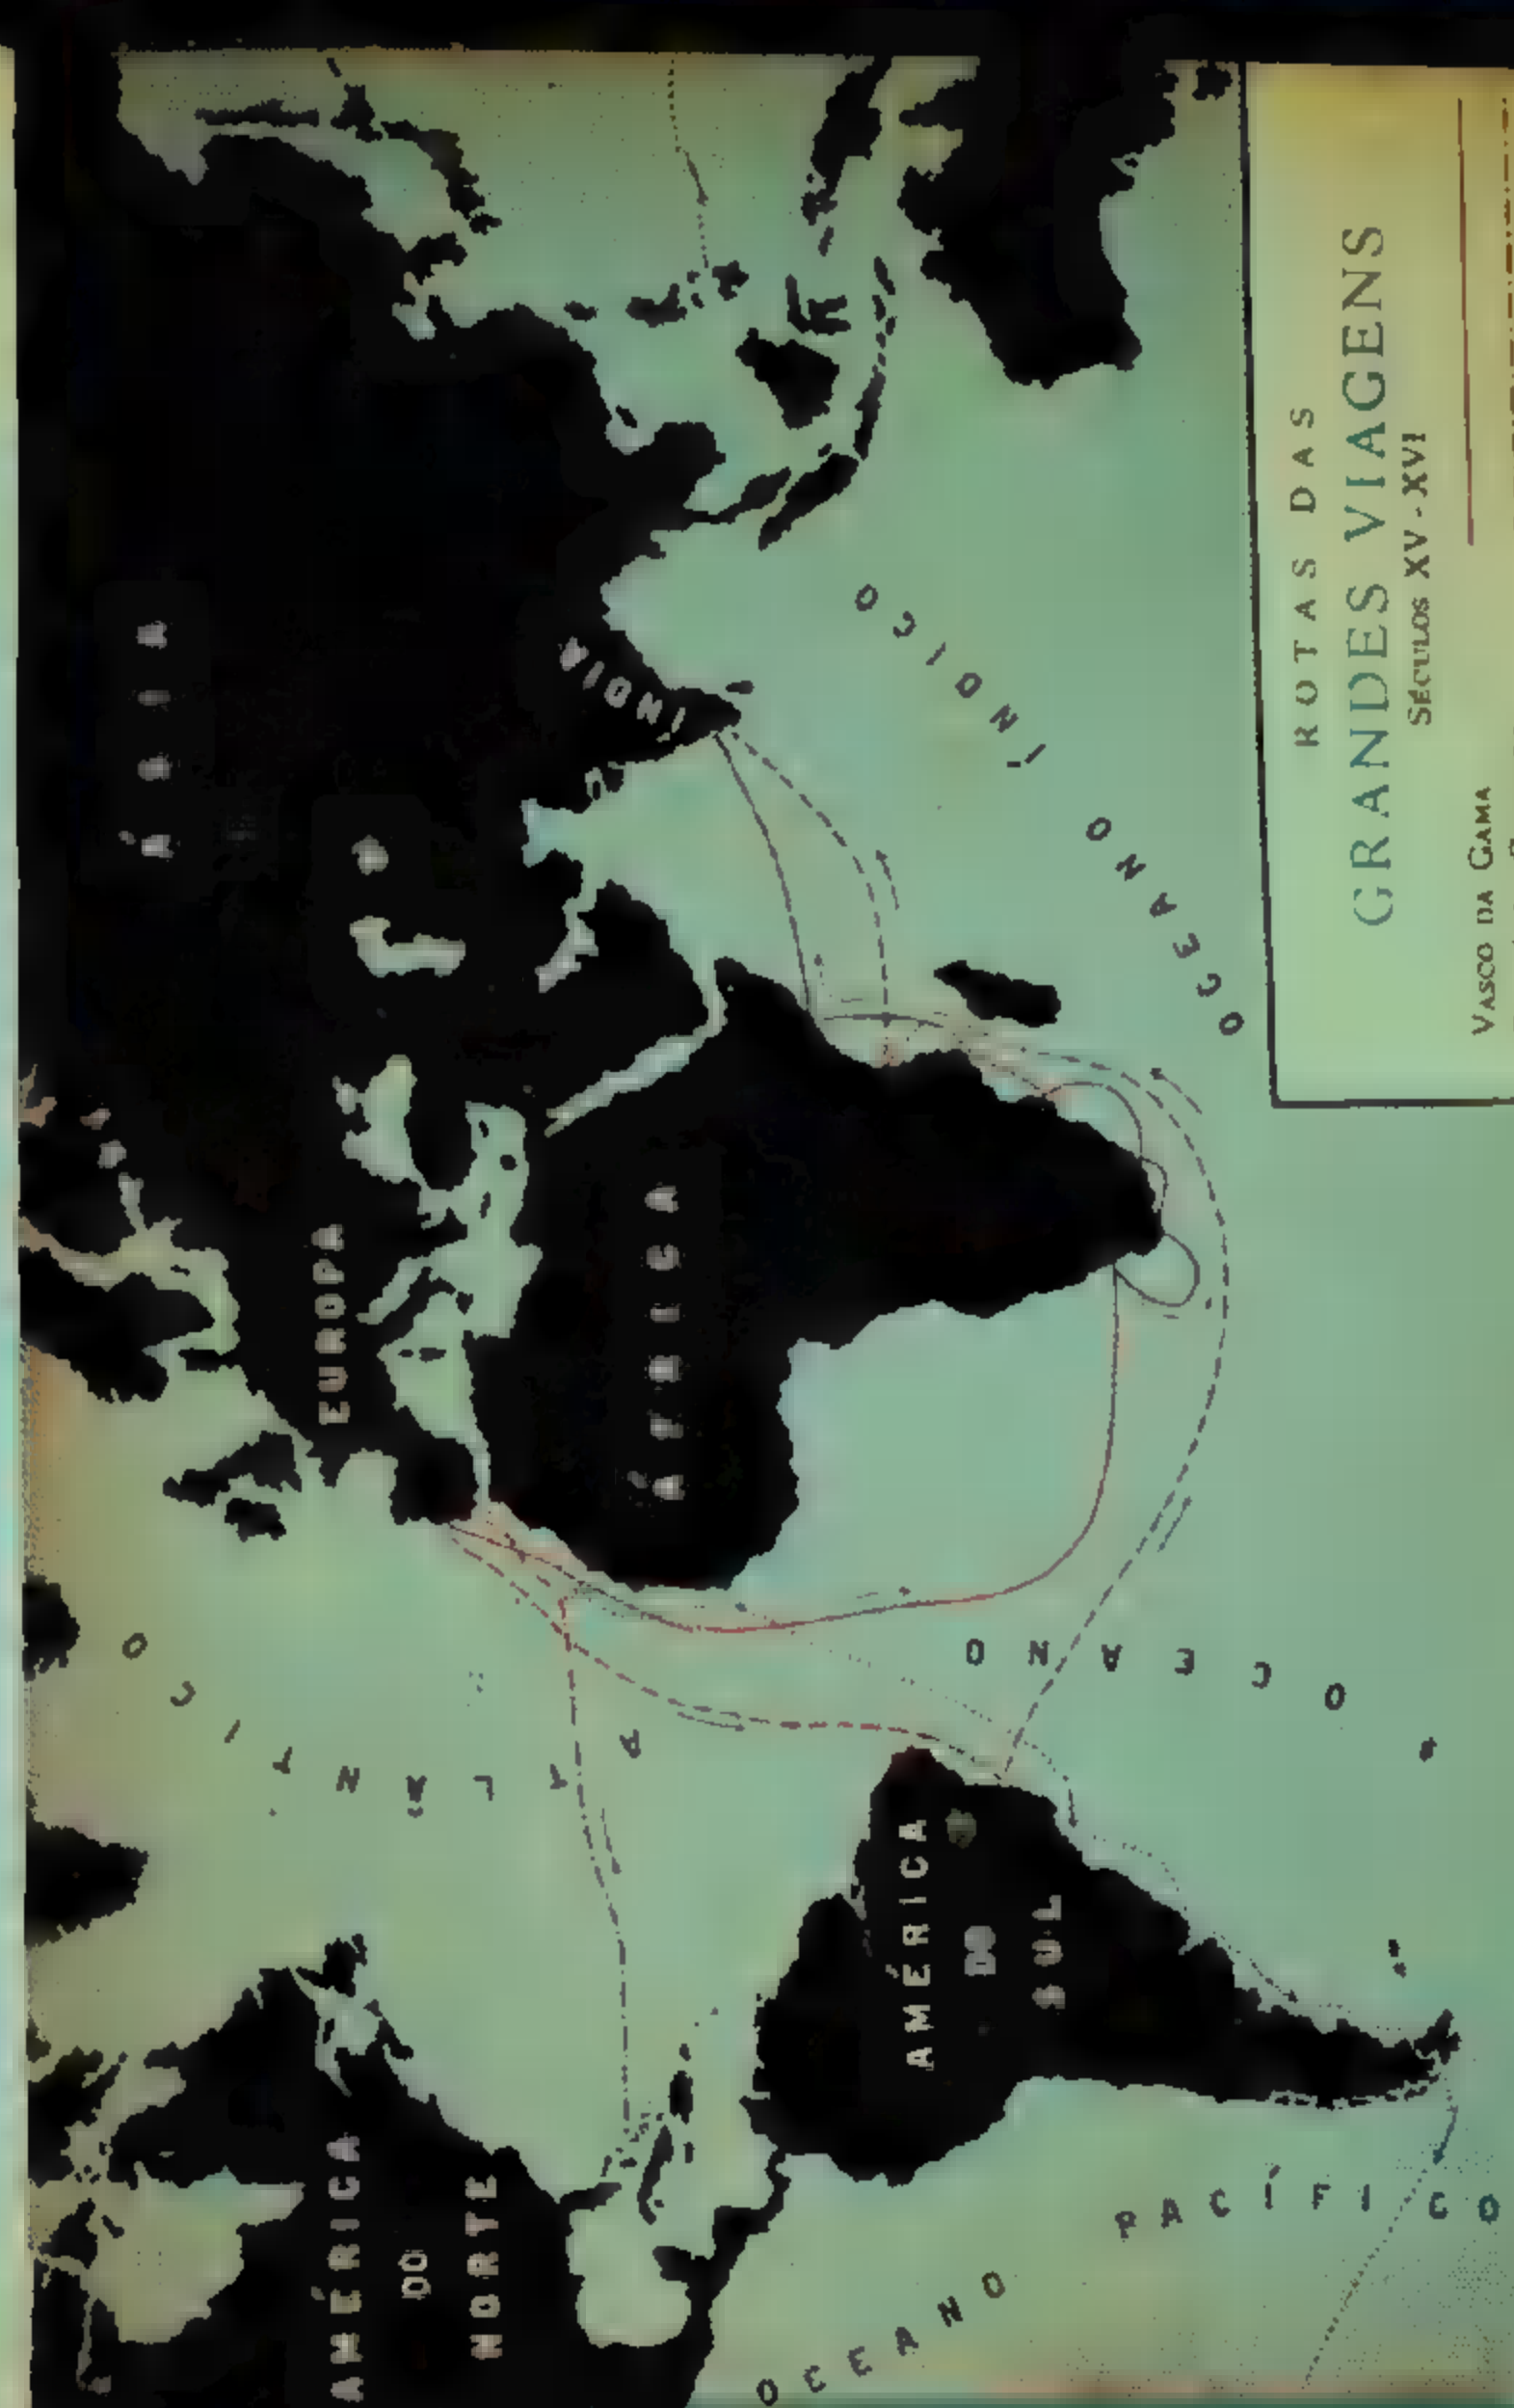 ROTAS DAS
GRANDES VIAGENS
SÉCULOS XV-XVI
VASCO DA GAMA
ÁSIA
ÍNDIA
EUROPA
ÁFRICA
OCEANO ÍNDICO
OCEANO
ATLANTICO
AMÉRICA
DO
SUL
AMÉRICA
DO
NORTE
OCEANO PACÍFICO